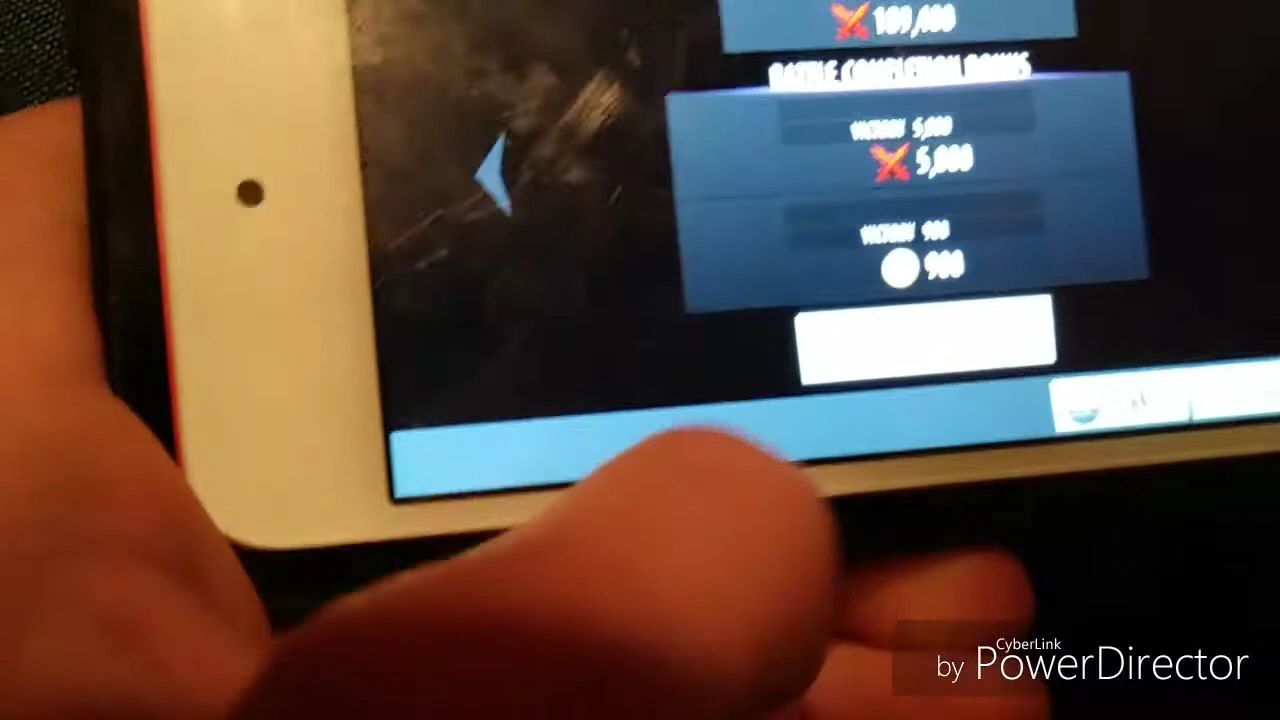 109,400
BATTLE COMPLETION BONUS
VICTORY 5,000
5,000
VICTORY 900
900
CyberLink
by PowerDirector